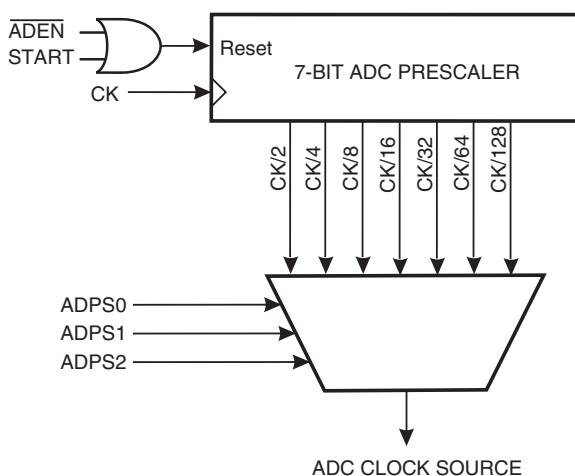 ADEN
START
Reset
7-BIT ADC PRESCALER
CK
CK/2
CK/4
CK/8
CK/16
CK/32
CK/64
CK/128
ADPS0
ADPS1
ADPS2
ADC CLOCK SOURCE